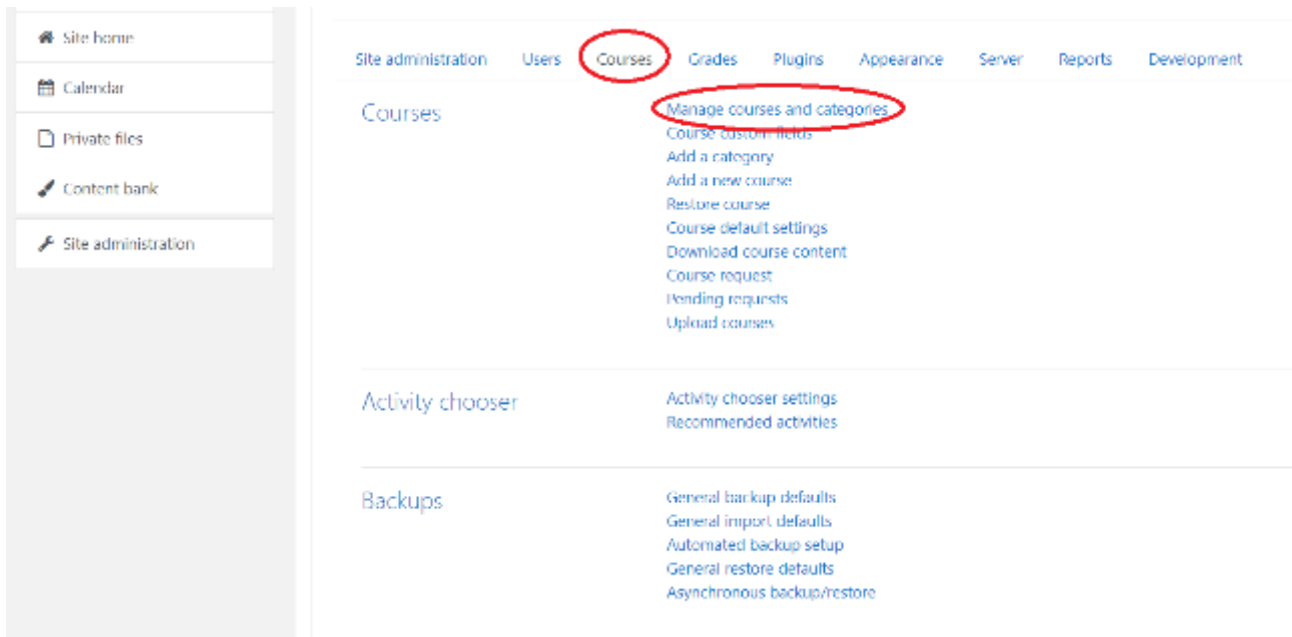 Site home
Calendar
Private files
Content bank
Site administration
Site administration Users Courses Grades Plugins Appearance Server Reports Development
Courses
Manage courses and categories
Course custom fields
Add a category
Add a new course
Restore course
Course default settings
Download course content
Course request
Pending requests
Upload courses
Activity chooser
Activity chooser settings
Recommended activities
Backups
General backup defaults
General import defaults
Automated backup setup
General restore defaults
Asynchronous backup/restore